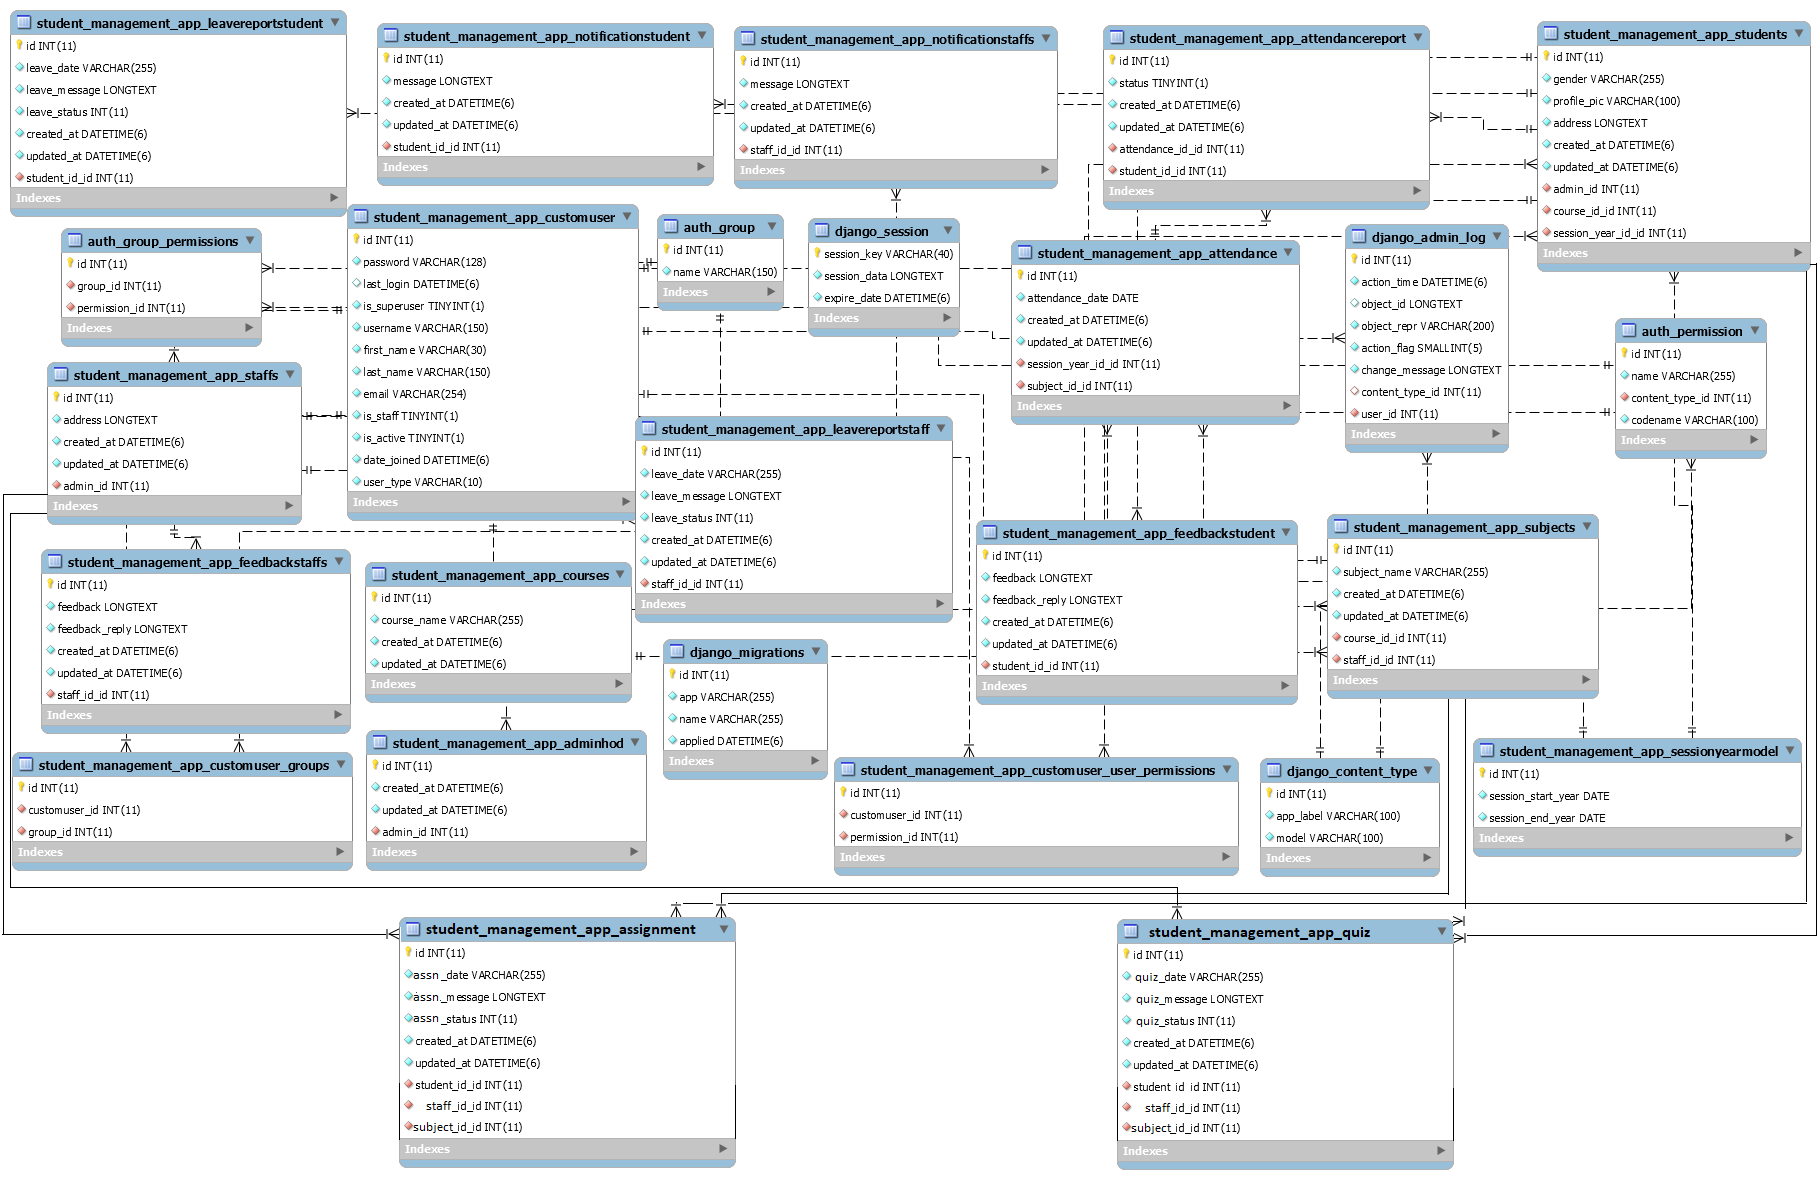 student_management_app_leavereportstudent
id INT(11)
leave_date VARCHAR(255)
leave_message LONGTEXT
leave_status INT(11)
created_at DATETIME(6)
updated_at DATETIME(6)
student_id_id INT(11)
Indexes
student_management_app_notificationstudent
id INT(11)
message LONGTEXT
created_at DATETIME(6)
updated_at DATETIME(6)
student_id_id INT(11)
Indexes
student_management_app_notificationstaffs
id INT(11)
message LONGTEXT
created_at DATETIME(6)
updated_at DATETIME(6)
staff_id_id INT(11)
Indexes
student_management_app_attendancereport
id INT(11)
status TINYINT(1)
created_at DATETIME(6)
updated_at DATETIME(6)
attendance_id_id INT(11)
student_id_id INT(11)
Indexes
student_management_app_students
id INT(11)
gender VARCHAR(255)
profile_pic VARCHAR(100)
address LONGTEXT
created_at DATETIME(6)
updated_at DATETIME(6)
admin_id INT(11)
course_id_id INT(11)
session_year_id_id INT(11)
auth_group_permissions
id INT(11)
group_id INT(11)
permission_id INT(11)
Indexes
student_management_app_customuser
id INT(11)
password VARCHAR(128)
last_login DATETIME(6)
is_superuser TINYINT(1)
username VARCHAR(150)
first_name VARCHAR(30)
last_name VARCHAR(150)
email VARCHAR(254)
is_staff TINYINT(1)
is_active TINYINT(1)
date_joined DATETIME(6)
user_type VARCHAR(10)
Indexes
auth_group
id INT(11)
name VARCHAR(150)
Indexes
django_session
session_key VARCHAR(40)
session_data LONGTEXT
expire_date DATETIME(6)
Indexes
student_management_app_attendance
id INT(11)
attendance_date DATE
created_at DATETIME(6)
updated_at DATETIME(6)
session_year_id_id INT(11)
subject_id_id INT(11)
Indexes
django_admin_log
id INT(11)
action_time DATETIME(6)
object_id LONGTEXT
object_repr VARCHAR(200)
action_flag SMALLINT(5)
change_message LONGTEXT
content_type_id INT(11)
user_id INT(11)
Indexes
auth_permission
id INT(11)
name VARCHAR(255)
content_type_id INT(11)
codename VARCHAR(100)
Indexes
student_management_app_staffs
id INT(11)
address LONGTEXT
created_at DATETIME(6)
updated_at DATETIME(6)
admin_id INT(11)
Indexes
student_management_app_leavereportstaff
id INT(11)
leave_date VARCHAR(255)
leave_message LONGTEXT
leave_status INT(11)
created_at DATETIME(6)
updated_at DATETIME(6)
staff_id_id INT(11)
Indexes
student_management_app_feedbackstudent
id INT(11)
feedback LONGTEXT
feedback_reply LONGTEXT
created_at DATETIME(6)
updated_at DATETIME(6)
student_id_id INT(11)
Indexes
student_management_app_subjects
id INT(11)
subject_name VARCHAR(255)
created_at DATETIME(6)
updated_at DATETIME(6)
course_id_id INT(11)
staff_id_id INT(11)
Indexes
student_management_app_feedbackstaffs
id INT(11)
feedback LONGTEXT
feedback_reply LONGTEXT
created_at DATETIME(6)
updated_at DATETIME(6)
staff_id_id INT(11)
Indexes
student_management_app_courses
id INT(11)
course_name VARCHAR(255)
created_at DATETIME(6)
updated_at DATETIME(6)
Indexes
django_migrations
id INT(11)
app VARCHAR(255)
name VARCHAR(255)
applied DATETIME(6)
Indexes
student_management_app_customuser_groups
id INT(11)
customuser_id INT(11)
group_id INT(11)
Indexes
student_management_app_adminhod
id INT(11)
created_at DATETIME(6)
updated_at DATETIME(6)
admin_id INT(11)
Indexes
student_management_app_customuser_user_permissions
id INT(11)
customuser_id INT(11)
permission_id INT(11)
Indexes
django_content_type
id INT(11)
app_label VARCHAR(100)
model VARCHAR(100)
Indexes
student_management_app_sessionyearmodel
id INT(11)
session_start_year DATE
session_end_year DATE
Indexes
student_management_app_assignment
id INT(11)
assn_date VARCHAR(255)
assn_message LONGTEXT
assn_status INT(11)
created_at DATETIME(6)
updated_at DATETIME(6)
student_id_id INT(11)
staff_id_id INT(11)
subject_id_id INT(11)
Indexes
student_management_app_quiz
id INT(11)
quiz_date VARCHAR(255)
quiz_message LONGTEXT
quiz_status INT(11)
created_at DATETIME(6)
updated_at DATETIME(6)
student_id_id INT(11)
staff_id_id INT(11)
subject_id_id INT(11)
Indexes